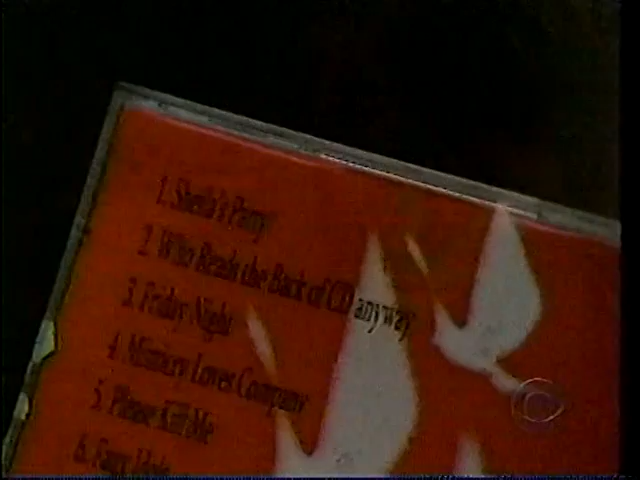 1. Sheila's Party
2. Who Reads the Back of CD anyway
3. Friday Night
4. Misery Loves Company
5. Please Kill Me
6.